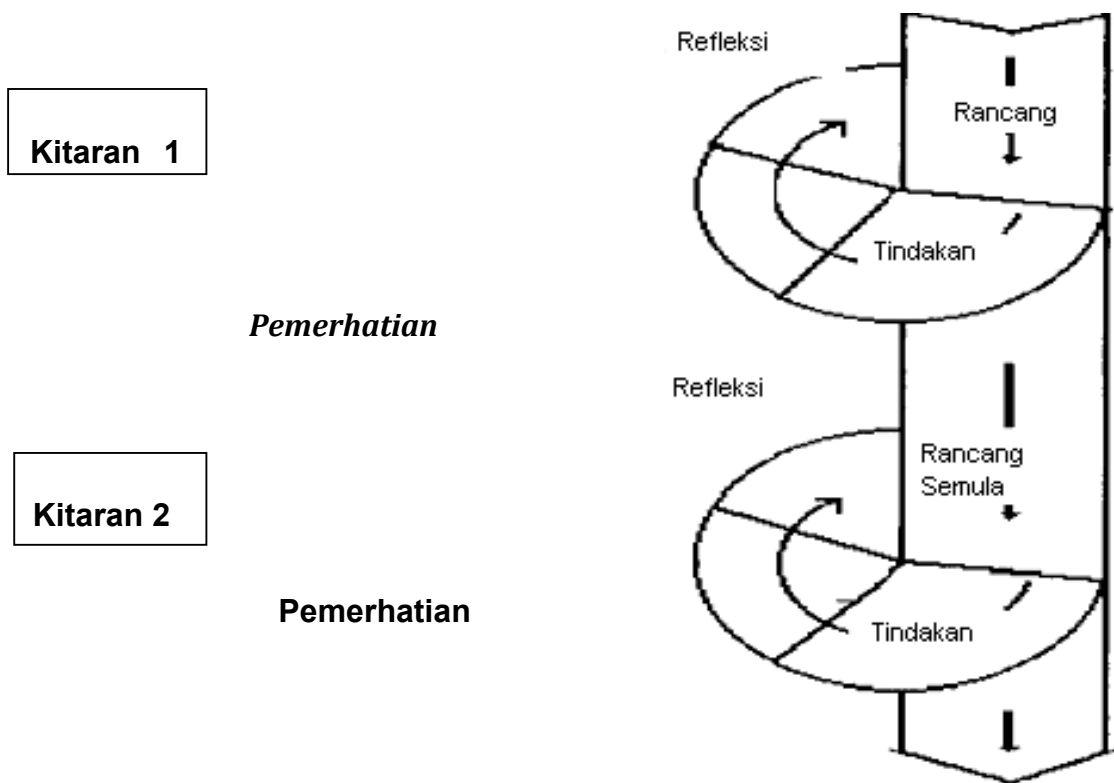 Refleksi
Rancang
Kitaran 1
Tindakan
Pemerhatian
Refleksi
Rancang
Semula
Kitaran 2
Pemerhatian
Tindakan